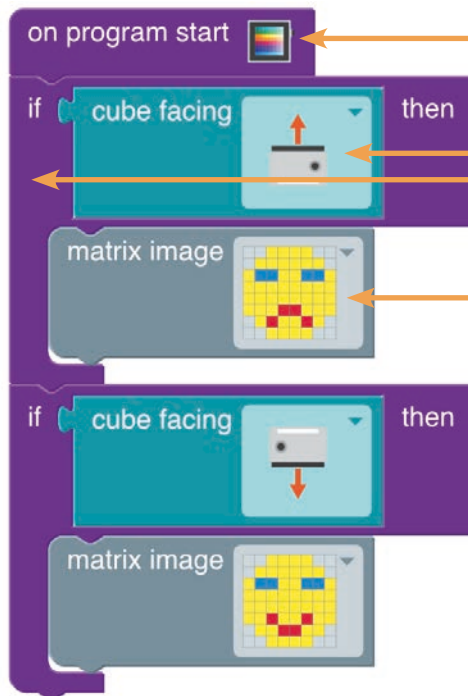 on program start
if cube facing then
matrix image
if cube facing then
matrix image